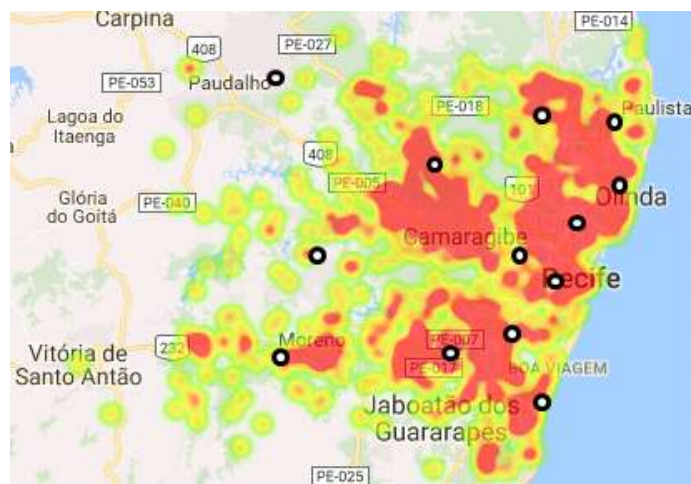 Carpina
PE-014
408
PE-027
PE-053
Paudalho
PE-018
Paulista
Lagoa do
Itaenga
408
PE-005
101
Olinda
Glória
do Goitá
PE-040
Camaragibe
Recife
232
Moreno
PE-007
Vitória de
Santo Antão
PE-017
BOA VIAGEM
Jaboatão dos
Guararapes
PE-025